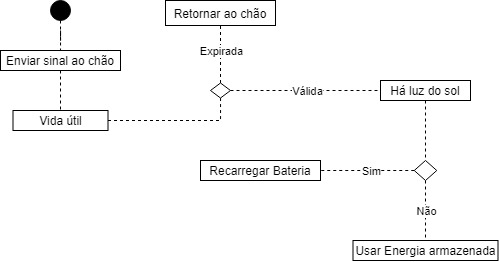 Retornar ao chão
Expirada
Enviar sinal ao chão
Válida
Há luz do sol
Vida útil
Recarregar Bateria
Sim
Não
Usar Energia armazenada